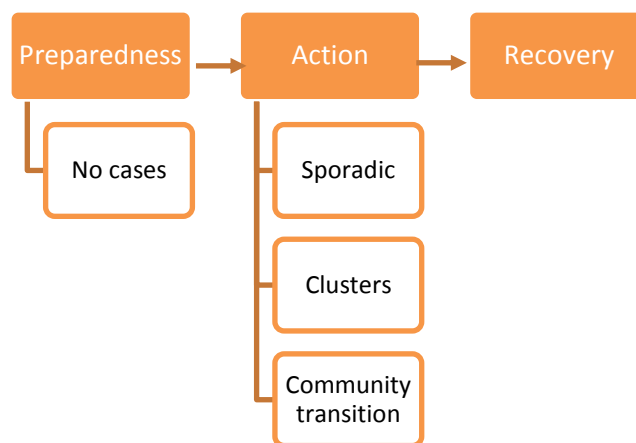 Preparedness
Action
Recovery
No cases
Sporadic
Clusters
Community
transition